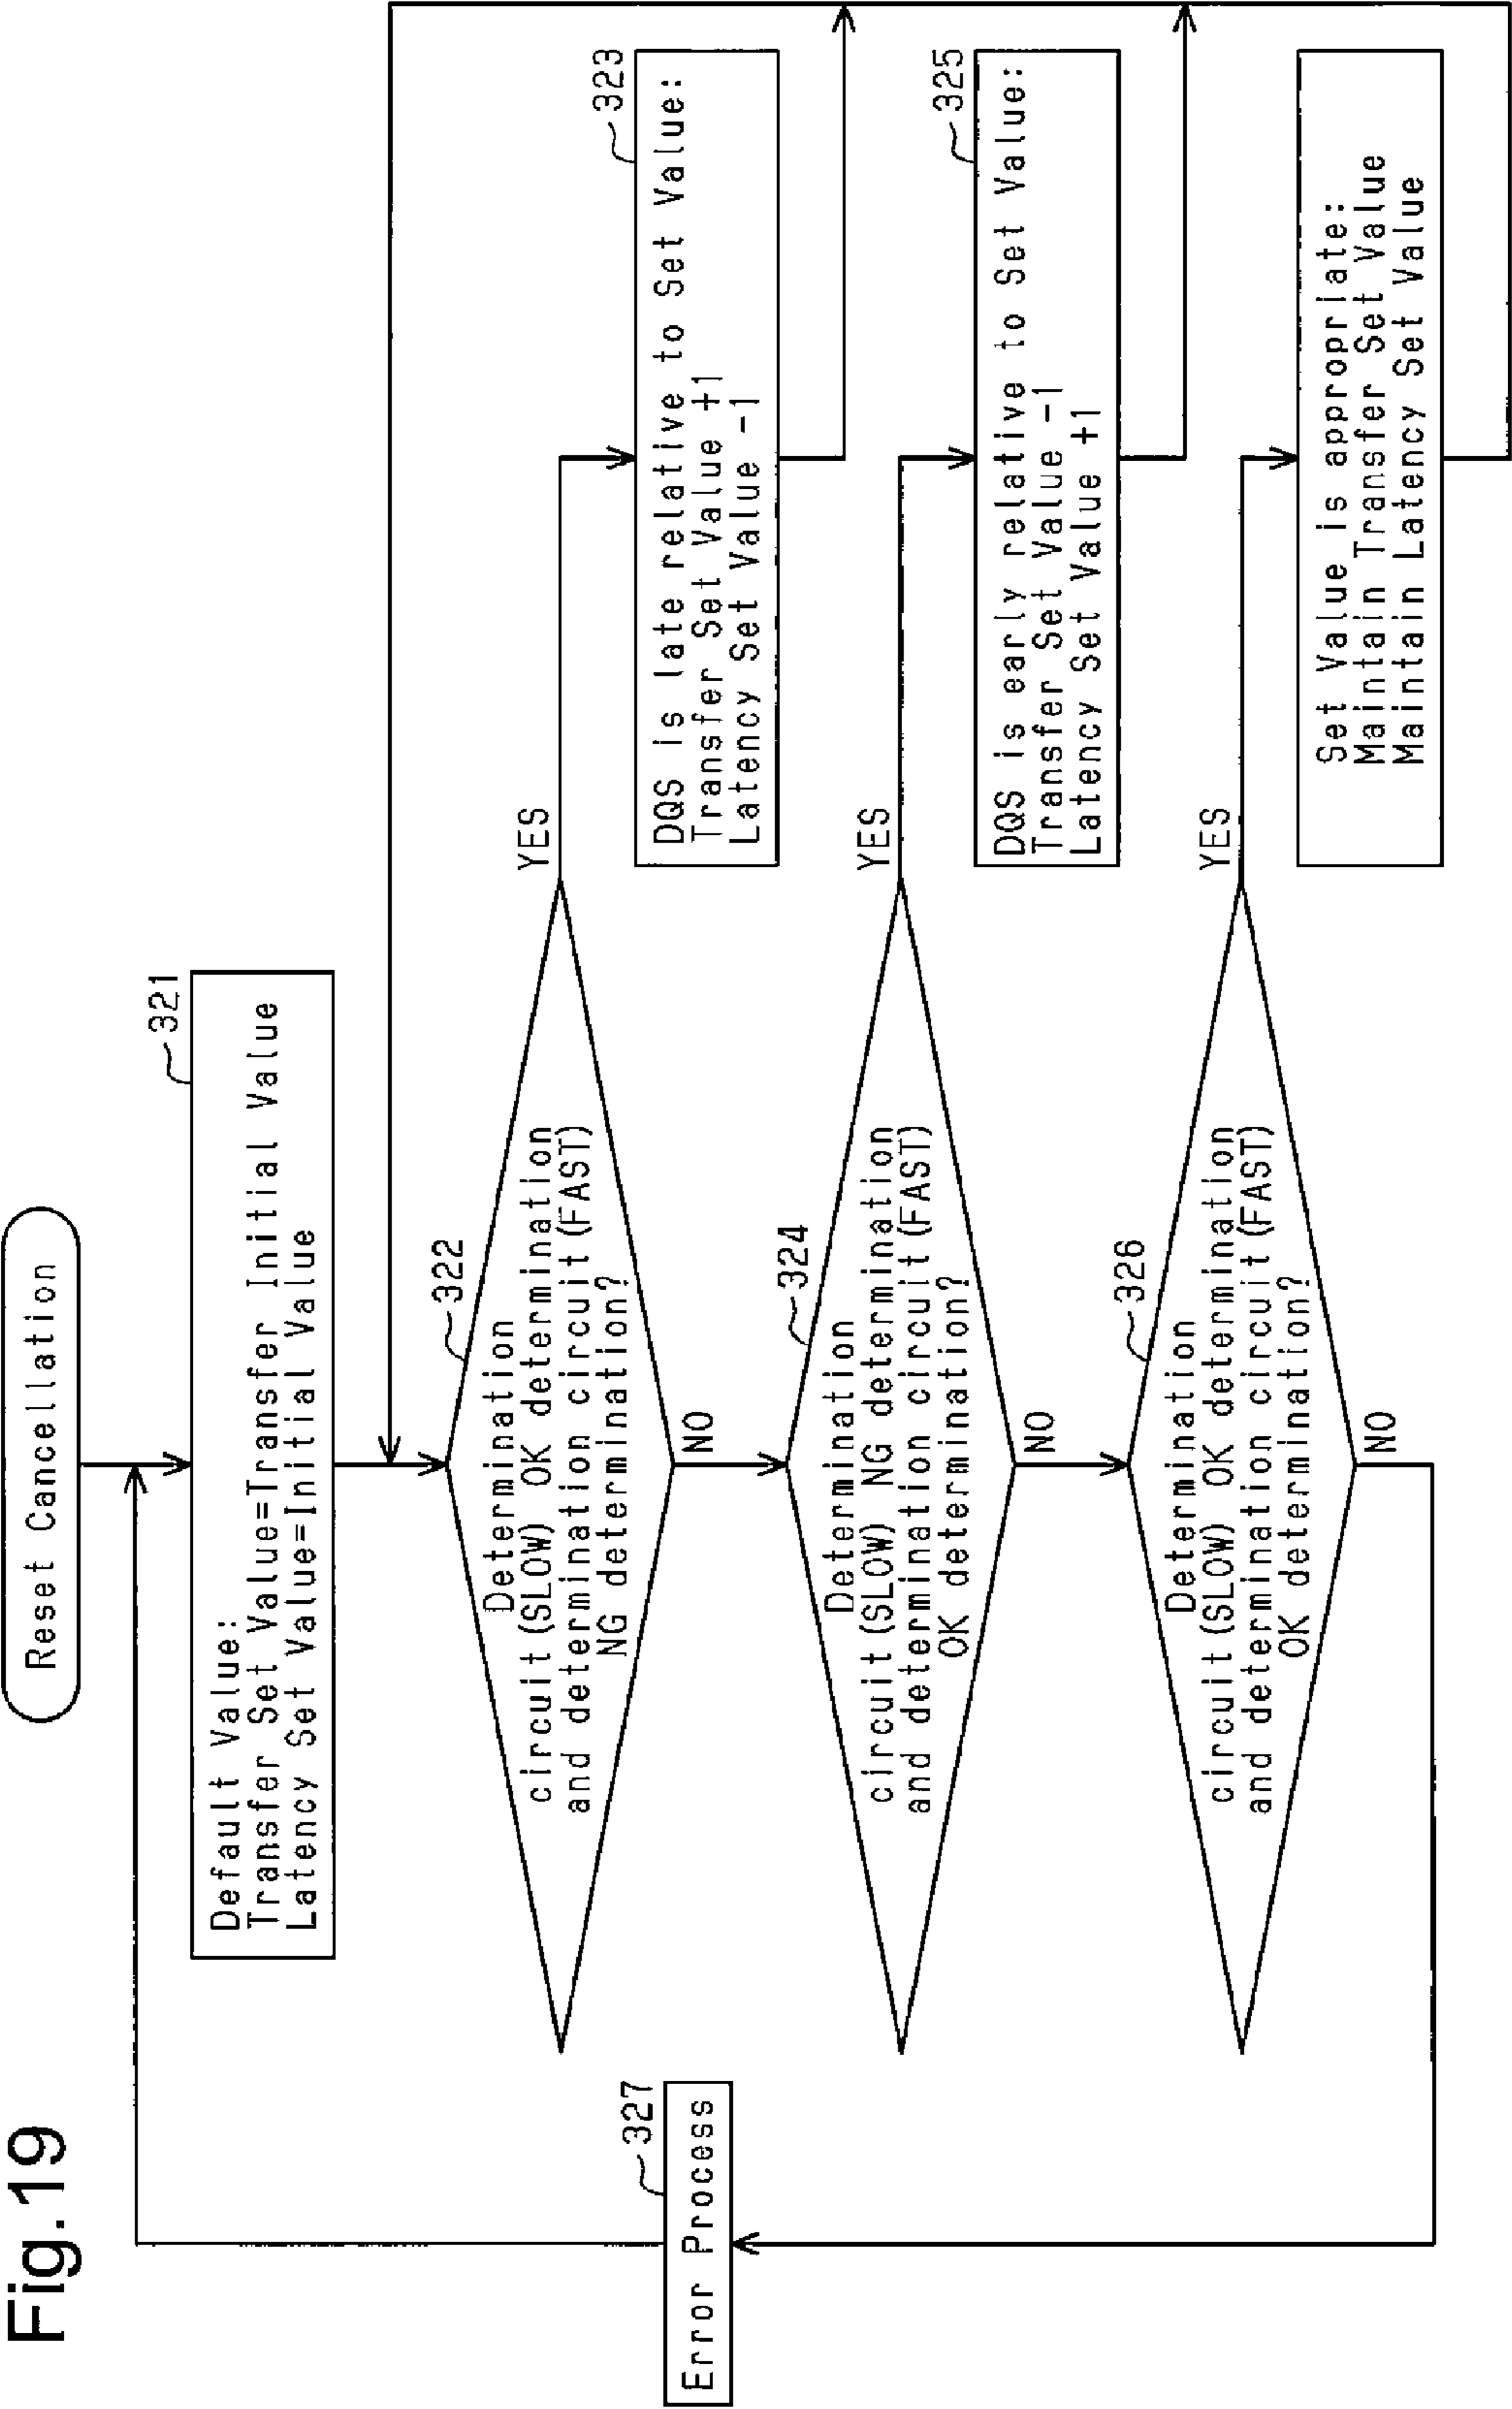 Fig.19
Reset Cancellation
321
Default Value:
Transfer Set Value=Transfer Initial Value
Latency Set Value=Initial Value
322
Determination
circuit(SLOW) OK determination
and determination circuit(FAST)
NG determination?
YES
NO
323
DQS is late relative to Set Value:
Transfer Set Value +1
Latency Set Value -1
324
Determination
circuit(SLOW) NG determination
and determination circuit(FAST)
OK determination?
YES
NO
325
DQS is early relative to Set Value:
Transfer Set Value -1
Latency Set Value +1
326
Determination
circuit(SLOW) OK determination
and determination circuit(FAST)
OK determination?
YES
NO
Set Value is appropriate:
Maintain Transfer Set Value
Maintain Latency Set Value
327
Error Process